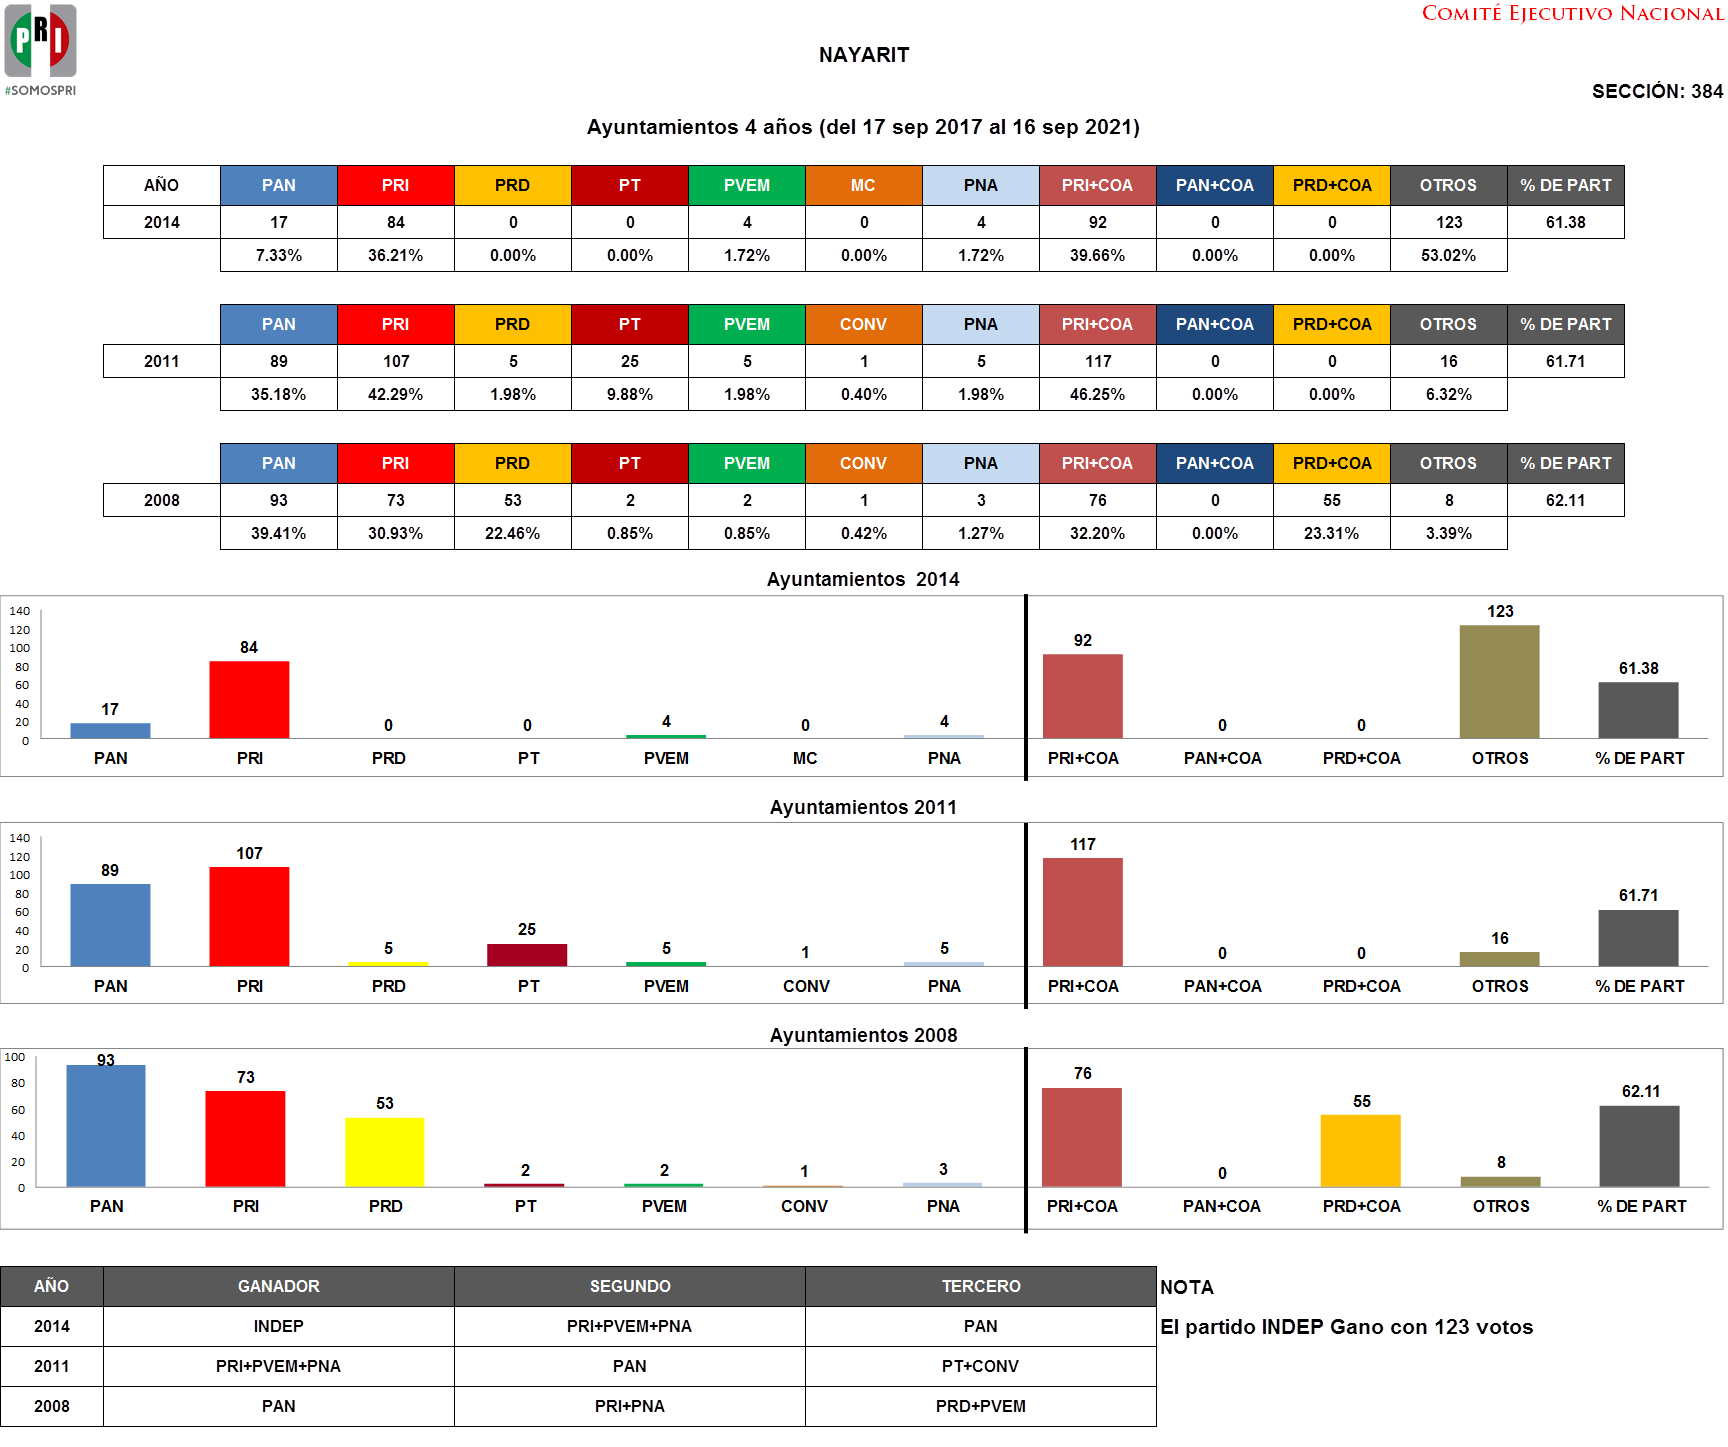 PRI
#SOMOSPRI
COMITÉ EJECUTIVO NACIONAL
NAYARIT
SECCIÓN: 384
Ayuntamientos 4 años (del 17 sep 2017 al 16 sep 2021)
AÑO PAN PRI PRD PT PVEM MC PNA PRI+COA PAN+COA PRD+COA OTROS % DE PART
2014 17 84 0 0 4 0 4 92 0 0 123 61.38
7.33% 36.21% 0.00% 0.00% 1.72% 0.00% 1.72% 39.66% 0.00% 0.00% 53.02%
PAN PRI PRD PT PVEM CONV PNA PRI+COA PAN+COA PRD+COA OTROS % DE PART
2011 89 107 5 25 5 1 5 117 0 0 16 61.71
35.18% 42.29% 1.98% 9.88% 1.98% 0.40% 1.98% 46.25% 0.00% 0.00% 6.32%
PAN PRI PRD PT PVEM CONV PNA PRI+COA PAN+COA PRD+COA OTROS % DE PART
2008 93 73 53 2 2 1 3 76 0 55 8 62.11
39.41% 30.93% 22.46% 0.85% 0.85% 0.42% 1.27% 32.20% 0.00% 23.31% 3.39%
Ayuntamientos 2014
140
120
100
80
60
40
20
0
17 84 0 0 4 0 4 92 0 0 123 61.38
PAN PRI PRD PT PVEM MC PNA PRI+COA PAN+COA PRD+COA OTROS % DE PART
Ayuntamientos 2011
140
120
100
80
60
40
20
0
89 107 5 25 5 1 5 117 0 0 16 61.71
PAN PRI PRD PT PVEM CONV PNA PRI+COA PAN+COA PRD+COA OTROS % DE PART
Ayuntamientos 2008
100
80
60
40
20
0
93 73 53 2 2 1 3 76 0 55 8 62.11
PAN PRI PRD PT PVEM CONV PNA PRI+COA PAN+COA PRD+COA OTROS % DE PART
AÑO GANADOR SEGUNDO TERCERO NOTA
2014 INDEP PRI+PVEM+PNA PAN El partido INDEP Gano con 123 votos
2011 PRI+PVEM+PNA PAN PT+CONV
2008 PAN PRI+PNA PRD+PVEM